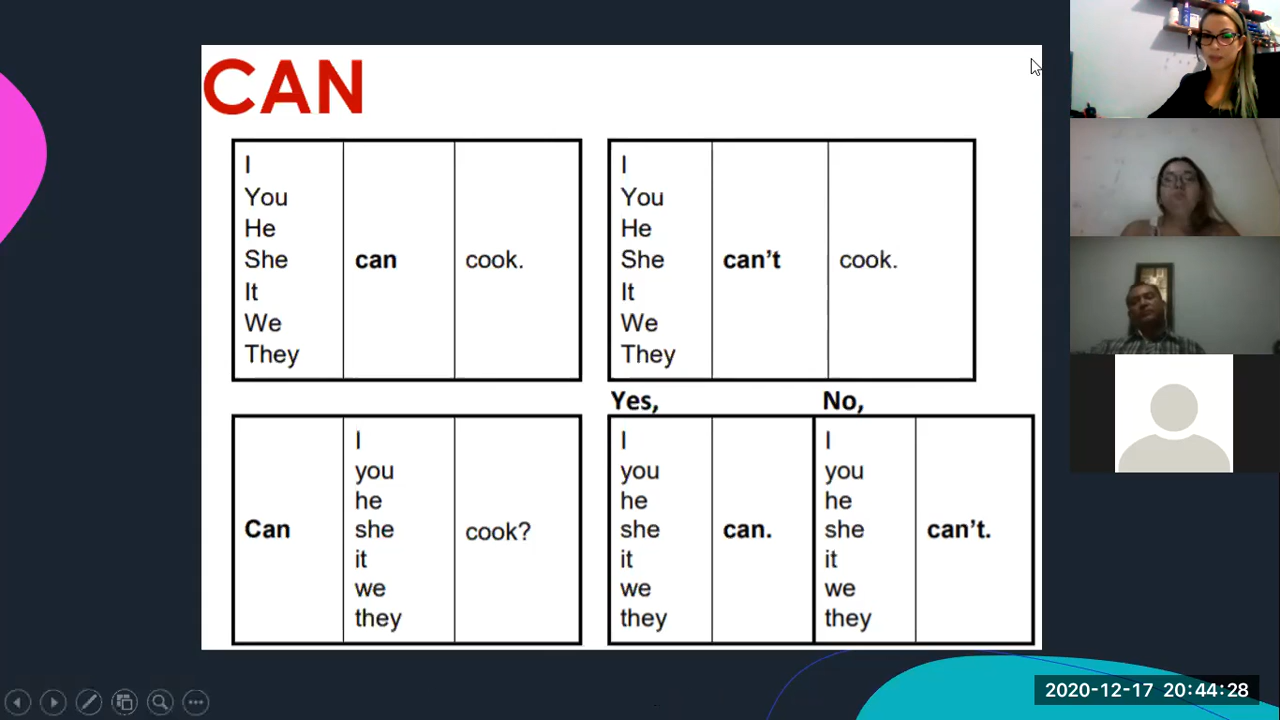 CAN
I
You
He
She
It
We
They
can
cook.
I
You
He
She
It
We
They
can't
cook.
Can
I
you
he
she
it
we
they
cook?
Yes,
I
you
he
she
it
we
they
can.
No,
I
you
he
she
it
we
they
can't.
2020-12-17 20:44:28